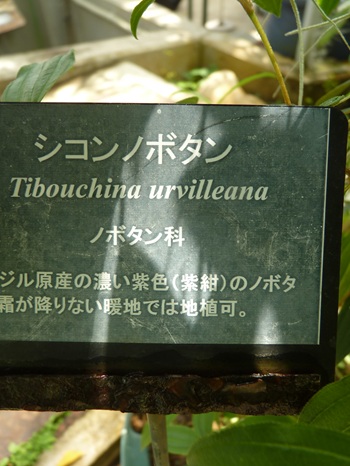 シコンノボタン
Tibouchina urvilleana
ノボタン科
ジル原産の濃い紫色(紫紺)のノボタ
霜が降りない暖地では地植可。